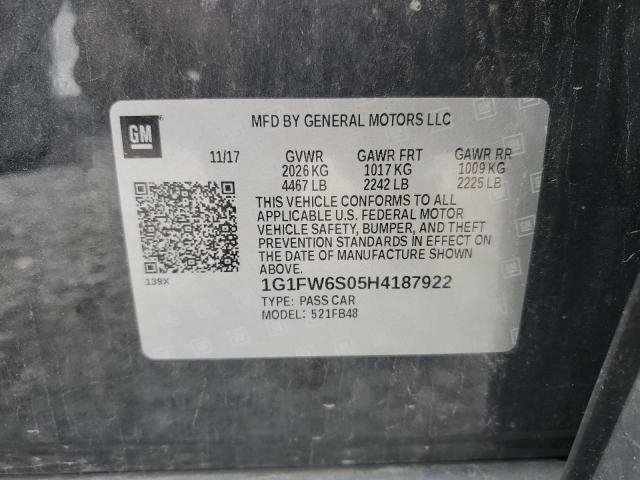 MFD BY GENERAL MOTORS LLC
GM
11/17 GVWR GAWR FRT GAWR RR
2026 KG 1017 KG 1009 KG
4467 LB 2242 LB 2225 LB
THIS VEHICLE CONFORMS TO ALL
APPLICABLE U.S. FEDERAL MOTOR
VEHICLE SAFETY, BUMPER, AND THEFT
PREVENTION STANDARDS IN EFFECT ON
THE DATE OF MANUFACTURE SHOWN
ABOVE.
139X
1G1FW6S05H4187922
TYPE: PASS CAR
MODEL: 521FB48